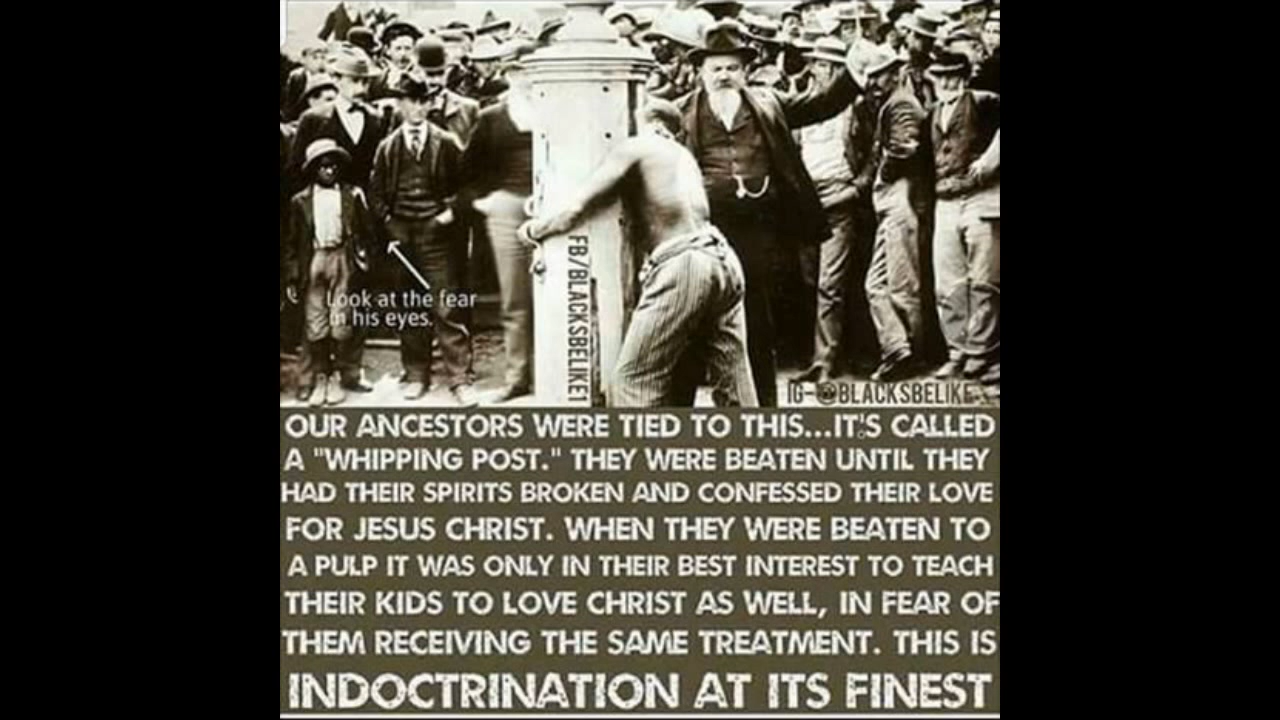 Look at the fear
in his eyes.
FB/BLACKSBELIKE1
IG-@BLACKSBELIKE
OUR ANCESTORS WERE TIED TO THIS...IT'S CALLED
A "WHIPPING POST." THEY WERE BEATEN UNTIL THEY
HAD THEIR SPIRITS BROKEN AND CONFESSED THEIR LOVE
FOR JESUS CHRIST. WHEN THEY WERE BEATEN TO
A PULP IT WAS ONLY IN THEIR BEST INTEREST TO TEACH
THEIR KIDS TO LOVE CHRIST AS WELL, IN FEAR OF
THEM RECEIVING THE SAME TREATMENT. THIS IS
INDOCTRINATION AT ITS FINEST